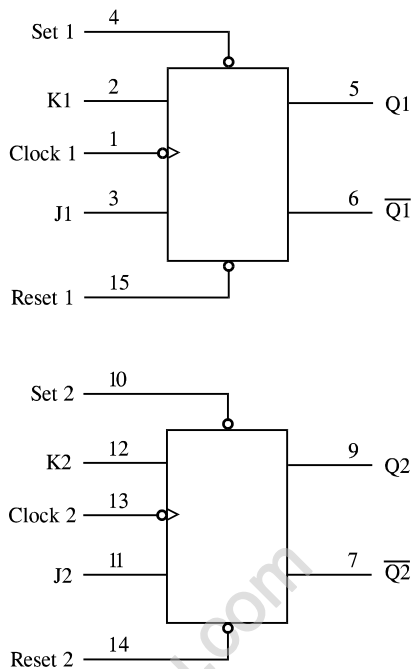 Set 1 4
K1 2 5 Q1
Clock 1 1
J1 3 6 Q1
Reset 1 15
Set 2 10
K2 12 9 Q2
Clock 2 13
J2 11 7 Q2
Reset 2 14
.com